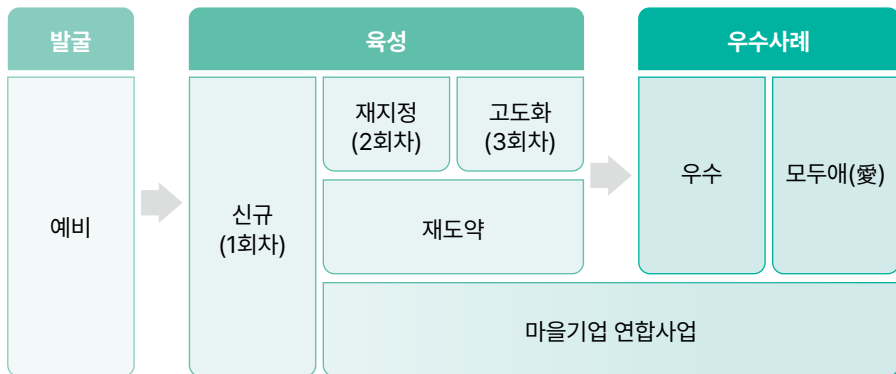 발굴
육성
우수사례
예비
신규
(1회차)
재지정
(2회차)
고도화
(3회차)
재도약
우수
모두애(愛)
마을기업 연합사업